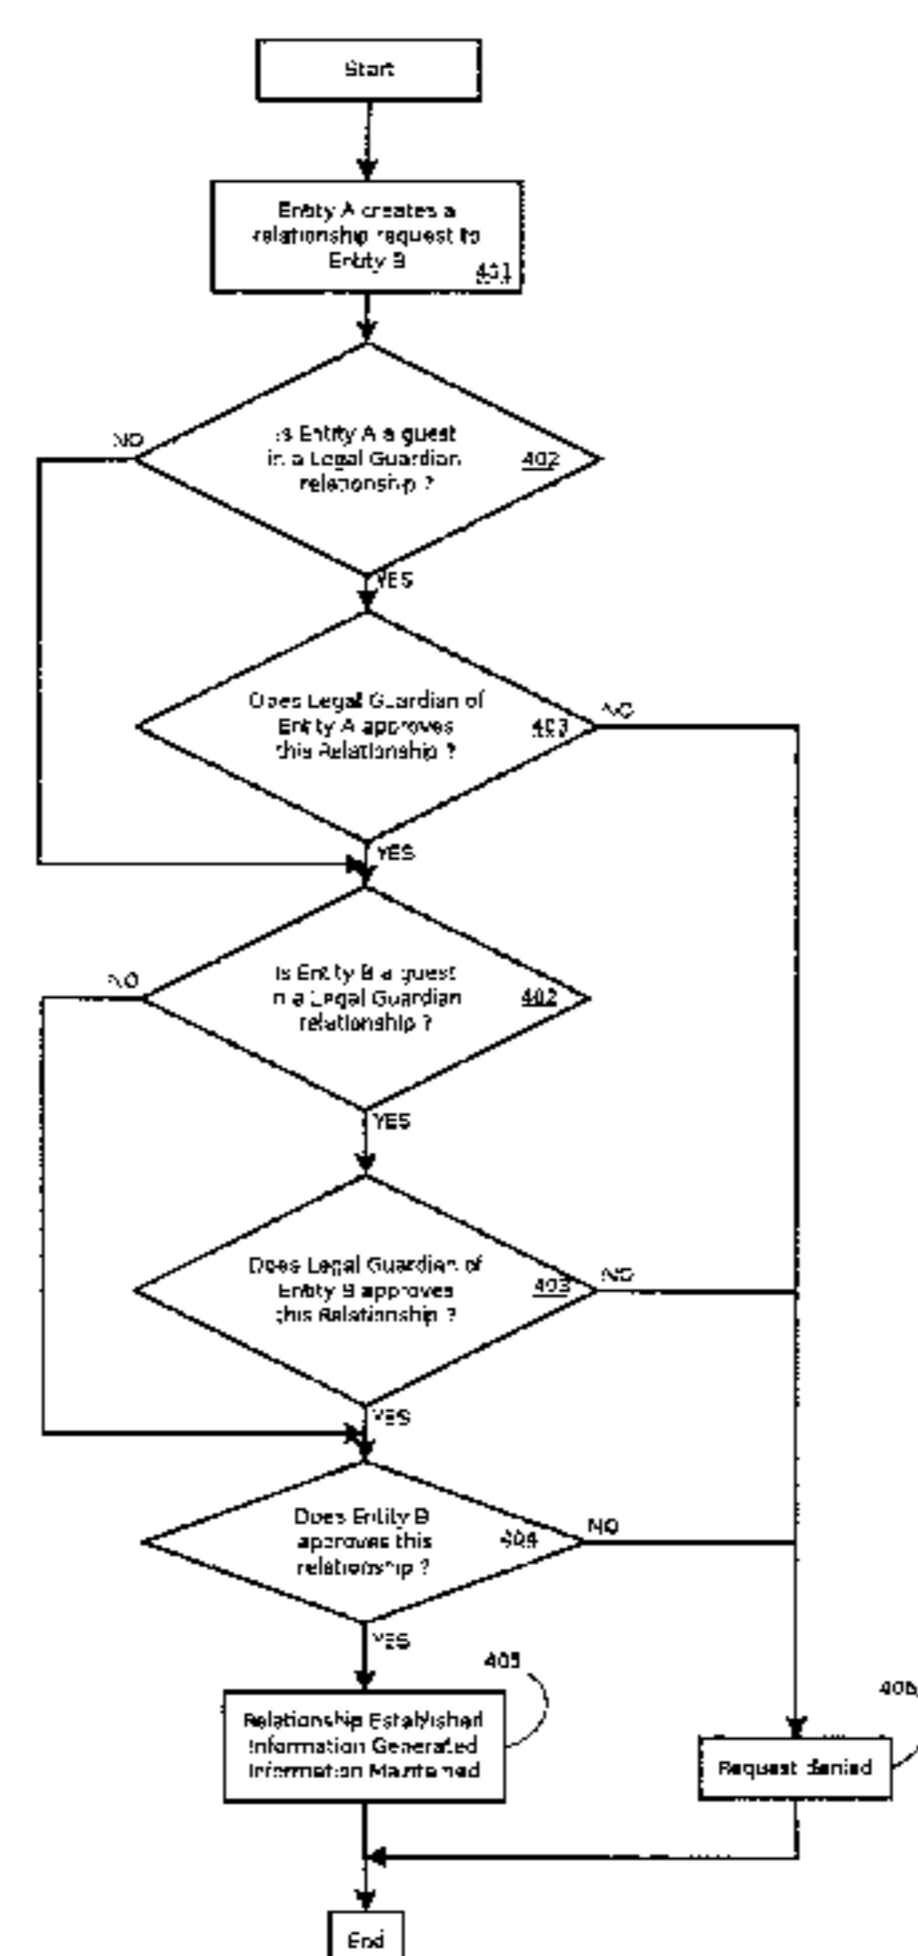 Start
Entity A creates a
relationship request to
Entity B
401
Is Entity A a guest
in a Legal Guardian
relationship ?
402
NO
YES
Does Legal Guardian of
Entity A approves
this Relationship ?
403
NO
YES
Is Entity B a guest
in a Legal Guardian
relationship ?
402
NO
YES
Does Legal Guardian of
Entity B approves
this Relationship ?
403
NO
YES
Does Entity B
approves this
relationship ?
404
NO
YES
405
Relationship Established
Information Generated
Information Maintained
406
Request denied
End